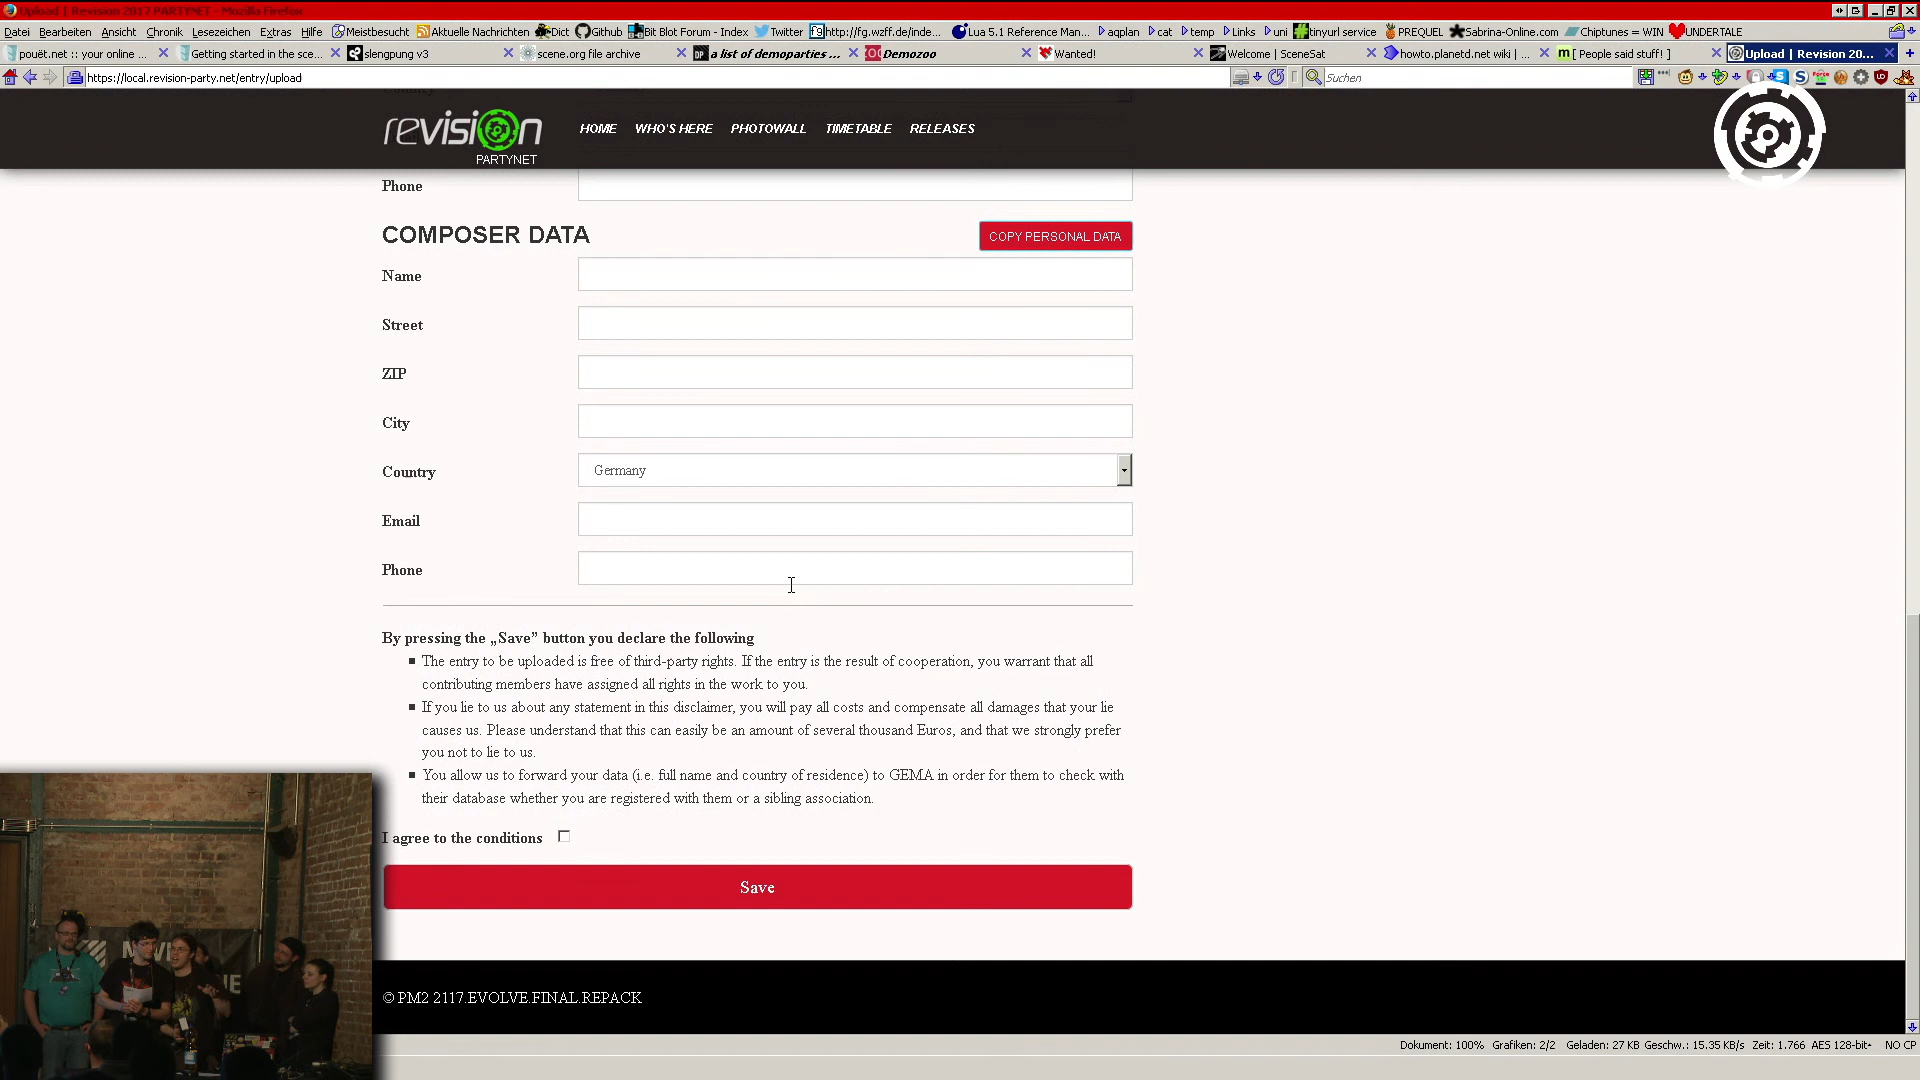 Upload | Revision 2017 PARTYNET - Mozilla Firefox
Datei Bearbeiten Ansicht Chronik Lesezeichen Extras Hilfe Meistbesucht Aktuelle Nachrichten Dict Github Bit Blot Forum - Index Twitter http://fg.wzff.de/inde... Lua 5.1 Reference Man... aqplan cat temp Links uni tinyurl service PREQUEL Sabrina-Online.com Chiptunes = WIN UNDERTALE
pouët.net :: your online ... Getting started in the sce... slengpung v3 scene.org file archive a list of demoparties ... Demozoo Wanted! Welcome | SceneSat howto.planetd.net wiki | ... [ People said stuff! ] Upload | Revision 20...
https://local.revision-party.net/entry/upload Suchen
Country
revision
PARTYNET
HOME WHO'S HERE PHOTOWALL TIMETABLE RELEASES
Phone
COMPOSER DATA COPY PERSONAL DATA
Name
Street
ZIP
City
Country Germany
Email
Phone
By pressing the „Save” button you declare the following
The entry to be uploaded is free of third-party rights. If the entry is the result of cooperation, you warrant that all
contributing members have assigned all rights in the work to you.
If you lie to us about any statement in this disclaimer, you will pay all costs and compensate all damages that your lie
causes us. Please understand that this can easily be an amount of several thousand Euros, and that we strongly prefer
you not to lie to us.
You allow us to forward your data (i.e. full name and country of residence) to GEMA in order for them to check with
their database whether you are registered with them or a sibling association.
I agree to the conditions
Save
© PM2 2117.EVOLVE.FINAL.REPACK
Dokument: 100% Grafiken: 2/2 Geladen: 27 KB Geschw.: 15.35 KB/s Zeit: 1.766 AES 128-bit NO CP